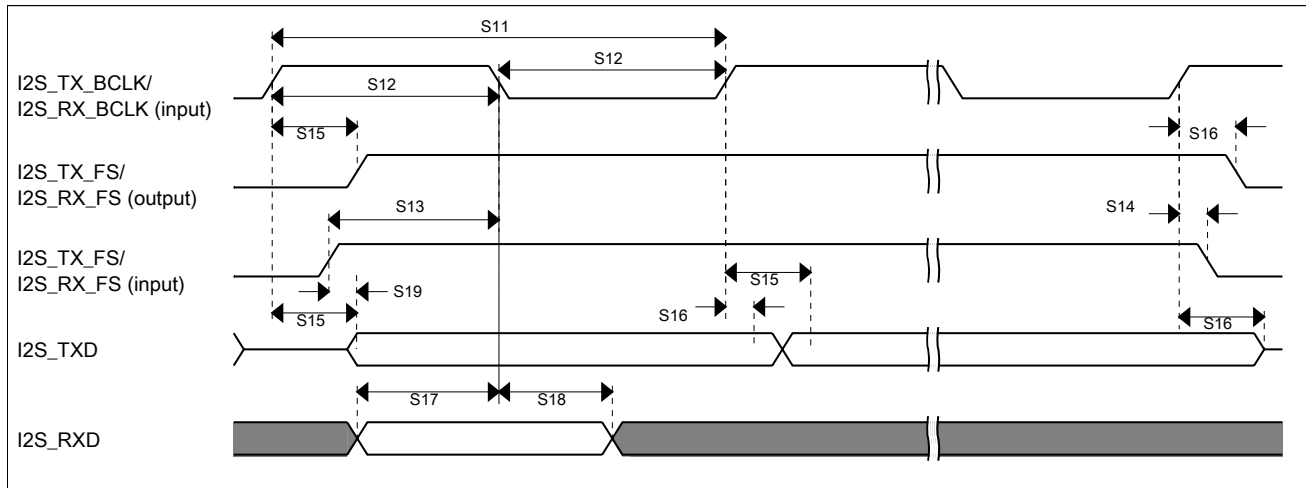 S11
I2S_TX_BCLK/
I2S_RX_BCLK (input)
S12
S12
S15
S16
I2S_TX_FS/
I2S_RX_FS (output)
S13
S14
I2S_TX_FS/
I2S_RX_FS (input)
S15
S19
S15
S16
S16
I2S_TXD
S17
S18
I2S_RXD